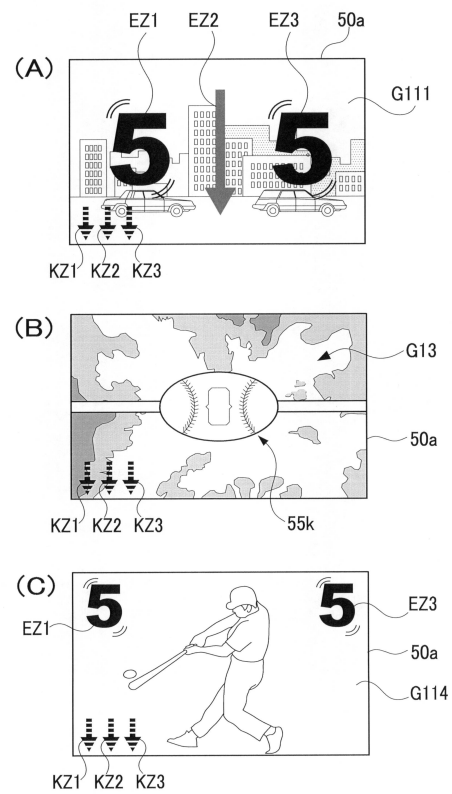 EZ1 EZ2 EZ3 50a
(A)
G111
5 5
KZ1 KZ2 KZ3
(B)
G13
50a
KZ1 KZ2 KZ3 55k
(C)
5 5
EZ1 EZ3
50a
G114
KZ1 KZ2 KZ3